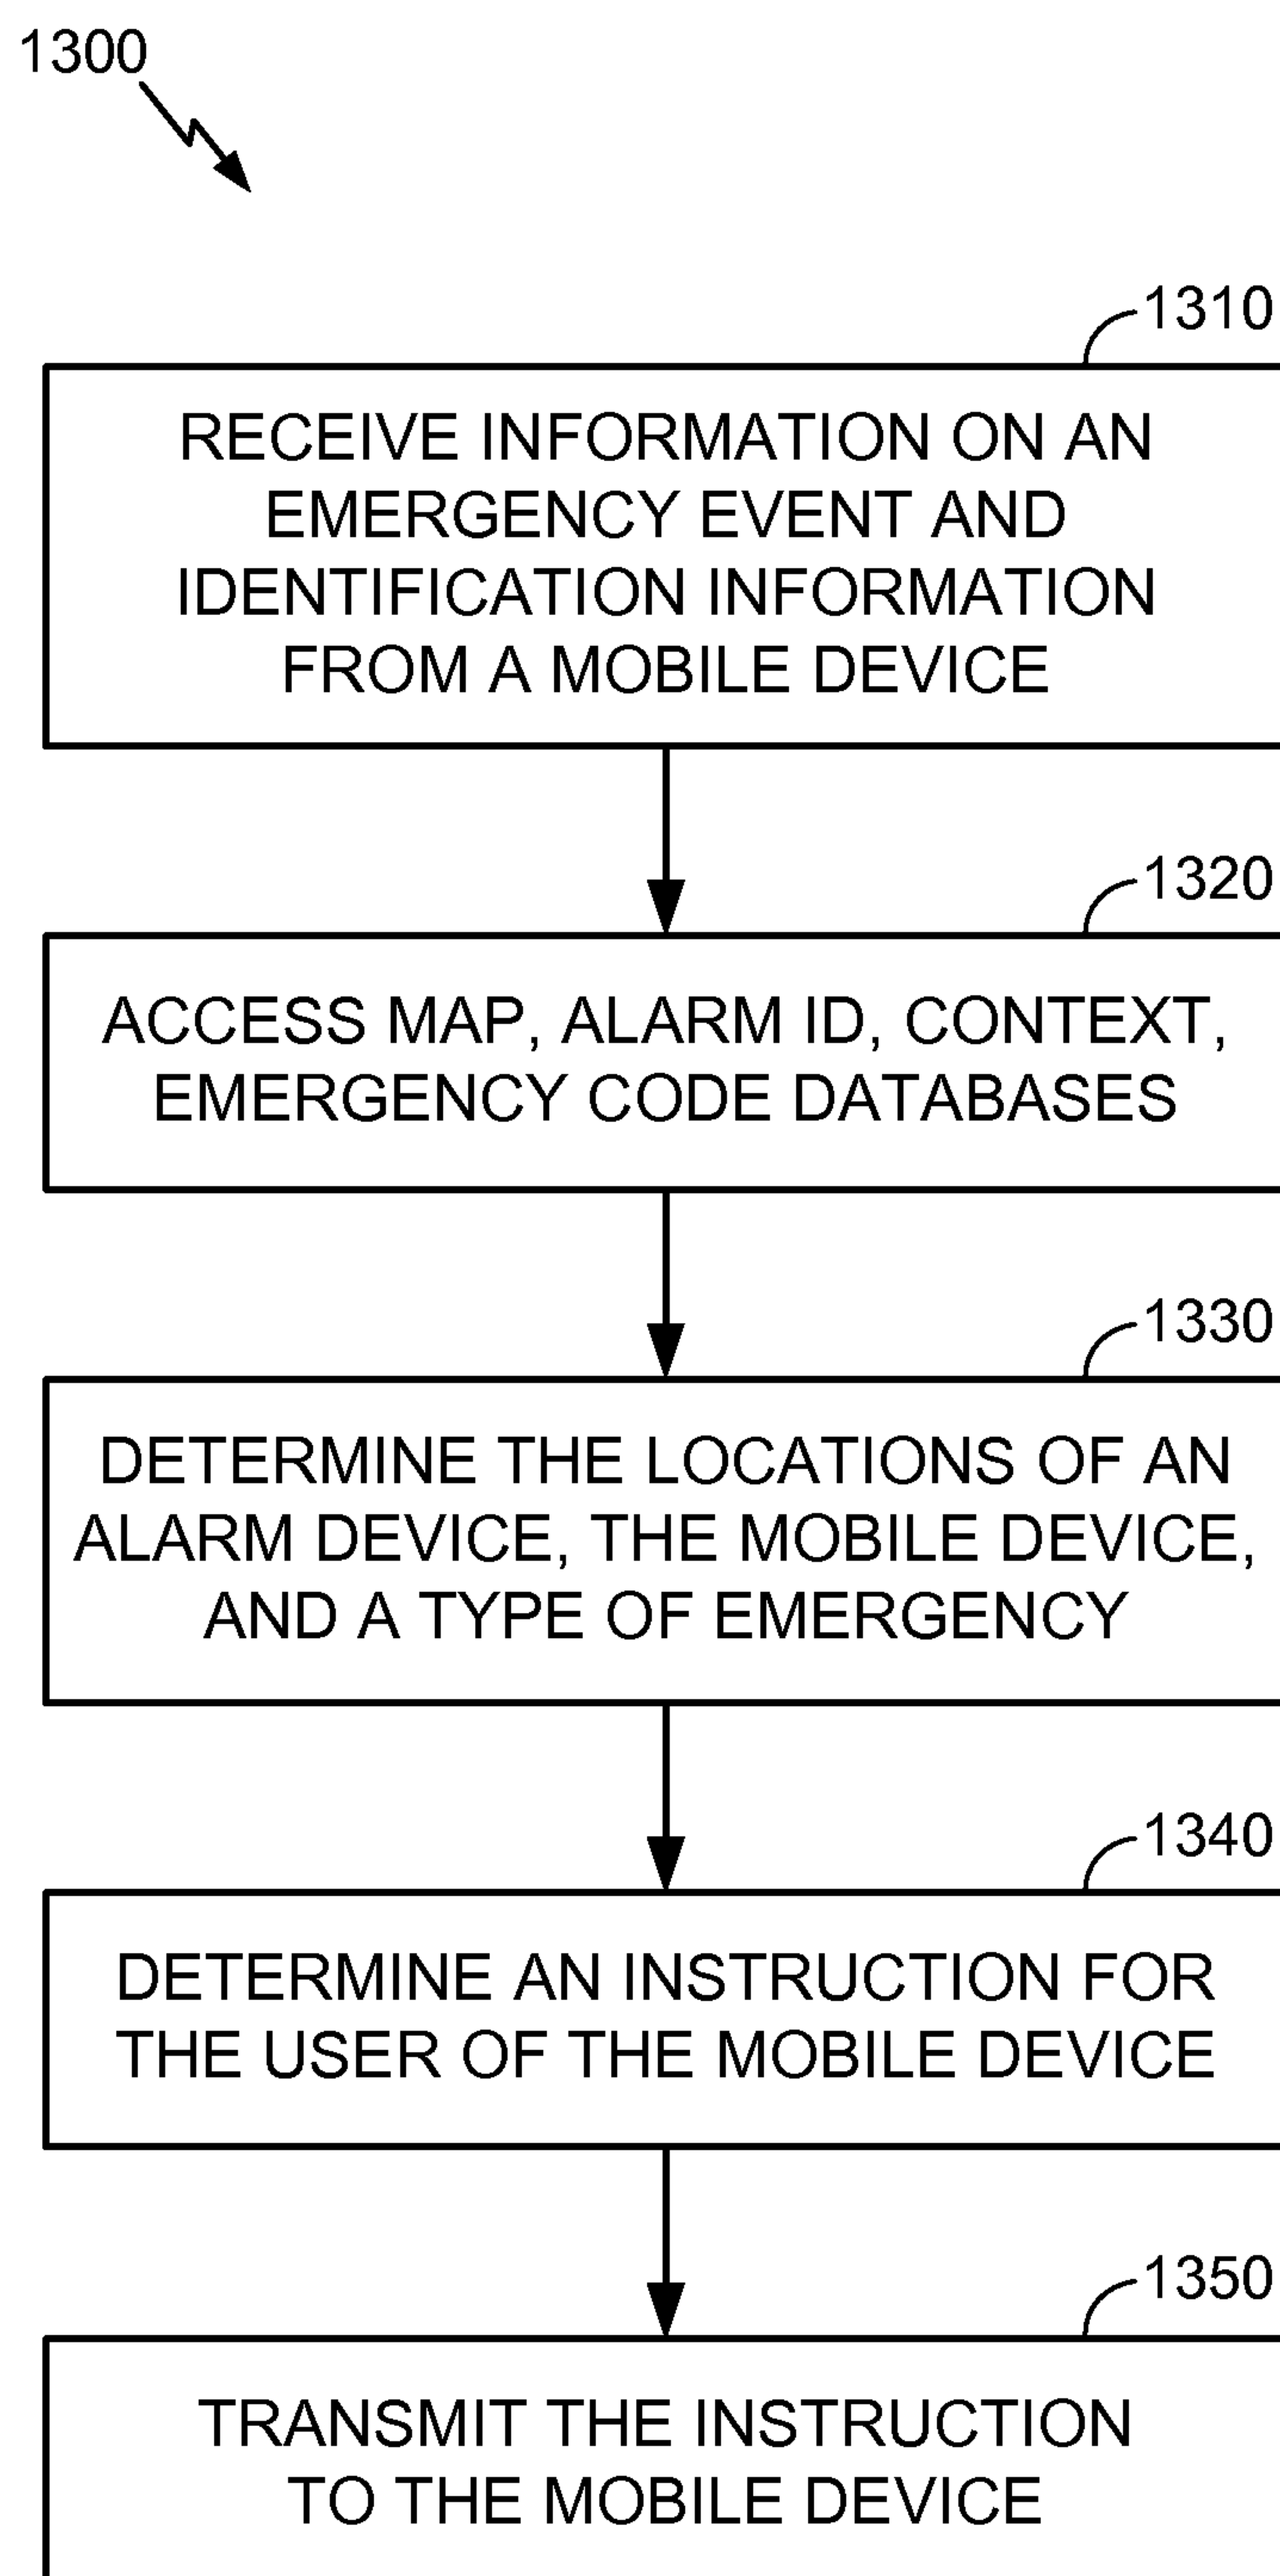 1300
1310
RECEIVE INFORMATION ON AN
EMERGENCY EVENT AND
IDENTIFICATION INFORMATION
FROM A MOBILE DEVICE
1320
ACCESS MAP, ALARM ID, CONTEXT,
EMERGENCY CODE DATABASES
1330
DETERMINE THE LOCATIONS OF AN
ALARM DEVICE, THE MOBILE DEVICE,
AND A TYPE OF EMERGENCY
1340
DETERMINE AN INSTRUCTION FOR
THE USER OF THE MOBILE DEVICE
1350
TRANSMIT THE INSTRUCTION
TO THE MOBILE DEVICE